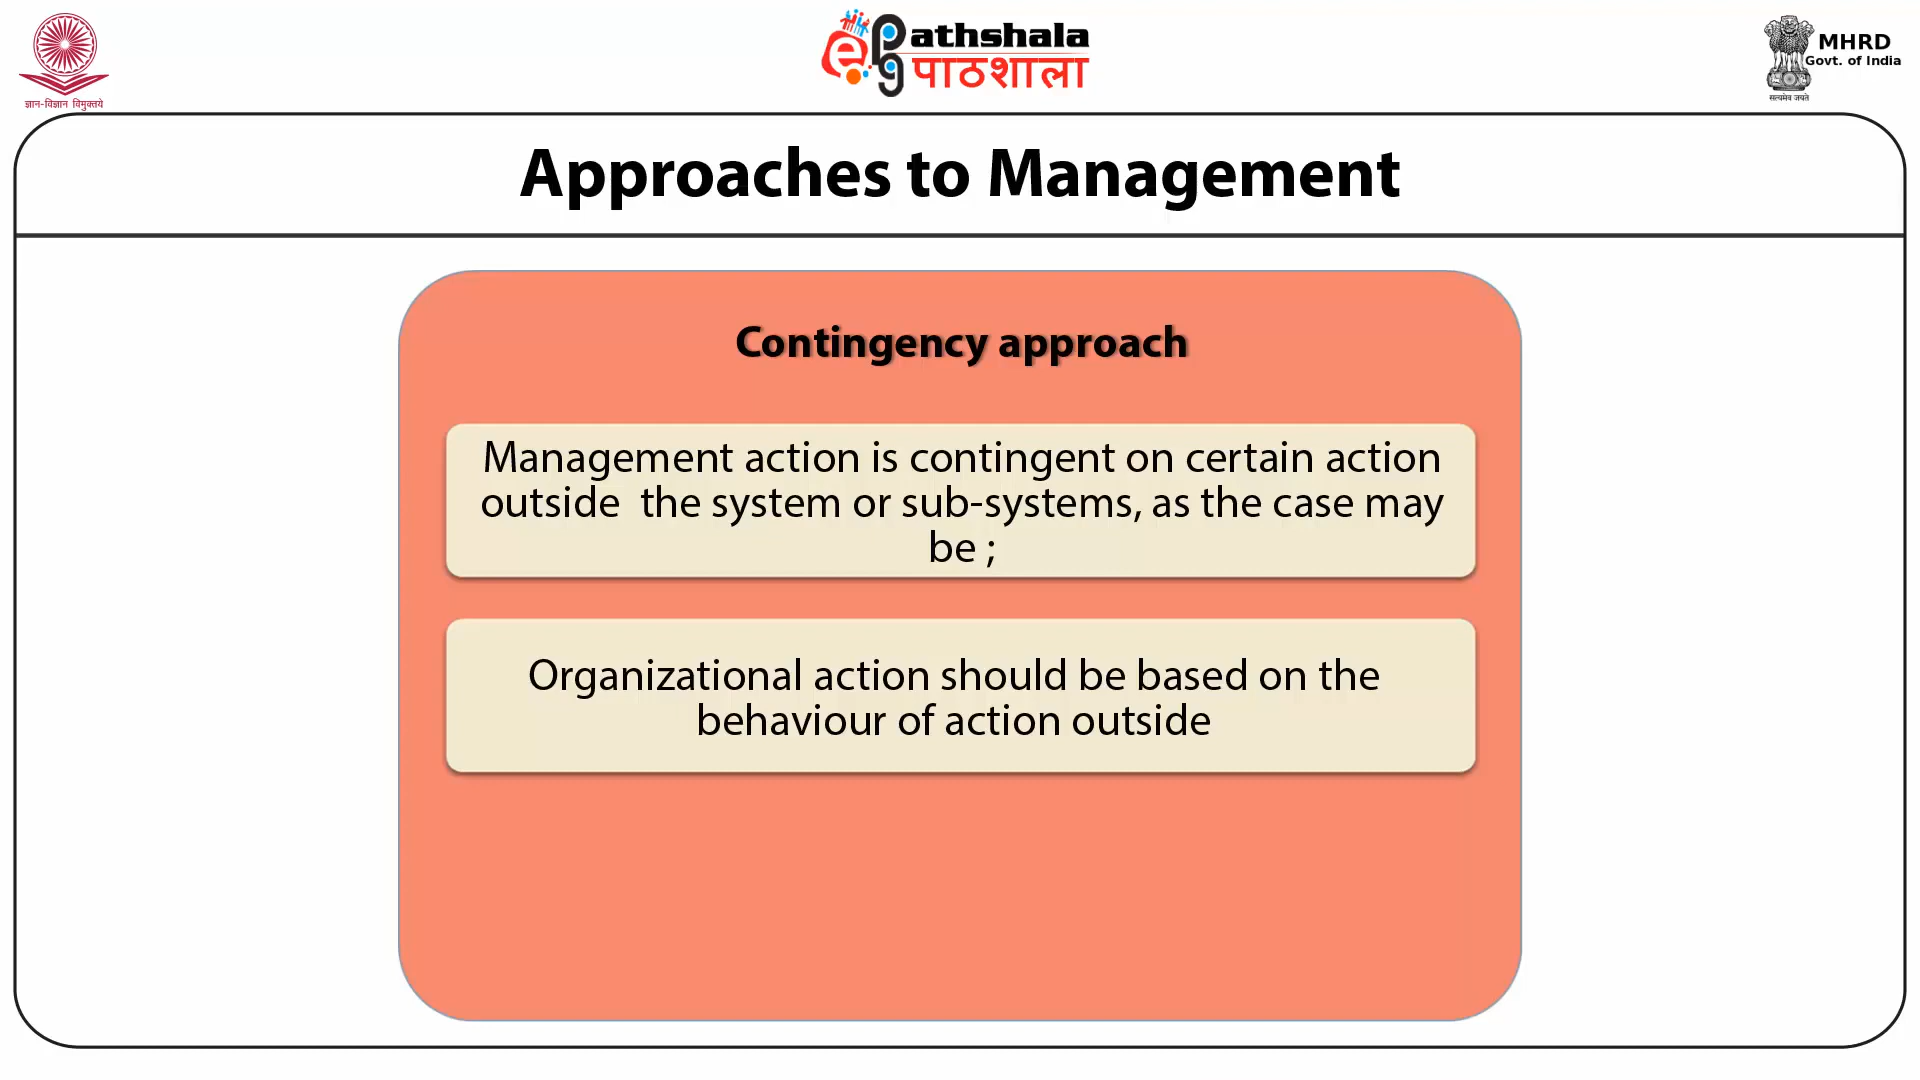 ज्ञान-विज्ञान विमुक्तये
ePathshala
पाठशाला
MHRD
Govt. of India
सत्यमेव जयते
Approaches to Management
Contingency approach
Management action is contingent on certain action
outside the system or sub-systems, as the case may
be ;
Organizational action should be based on the
behaviour of action outside